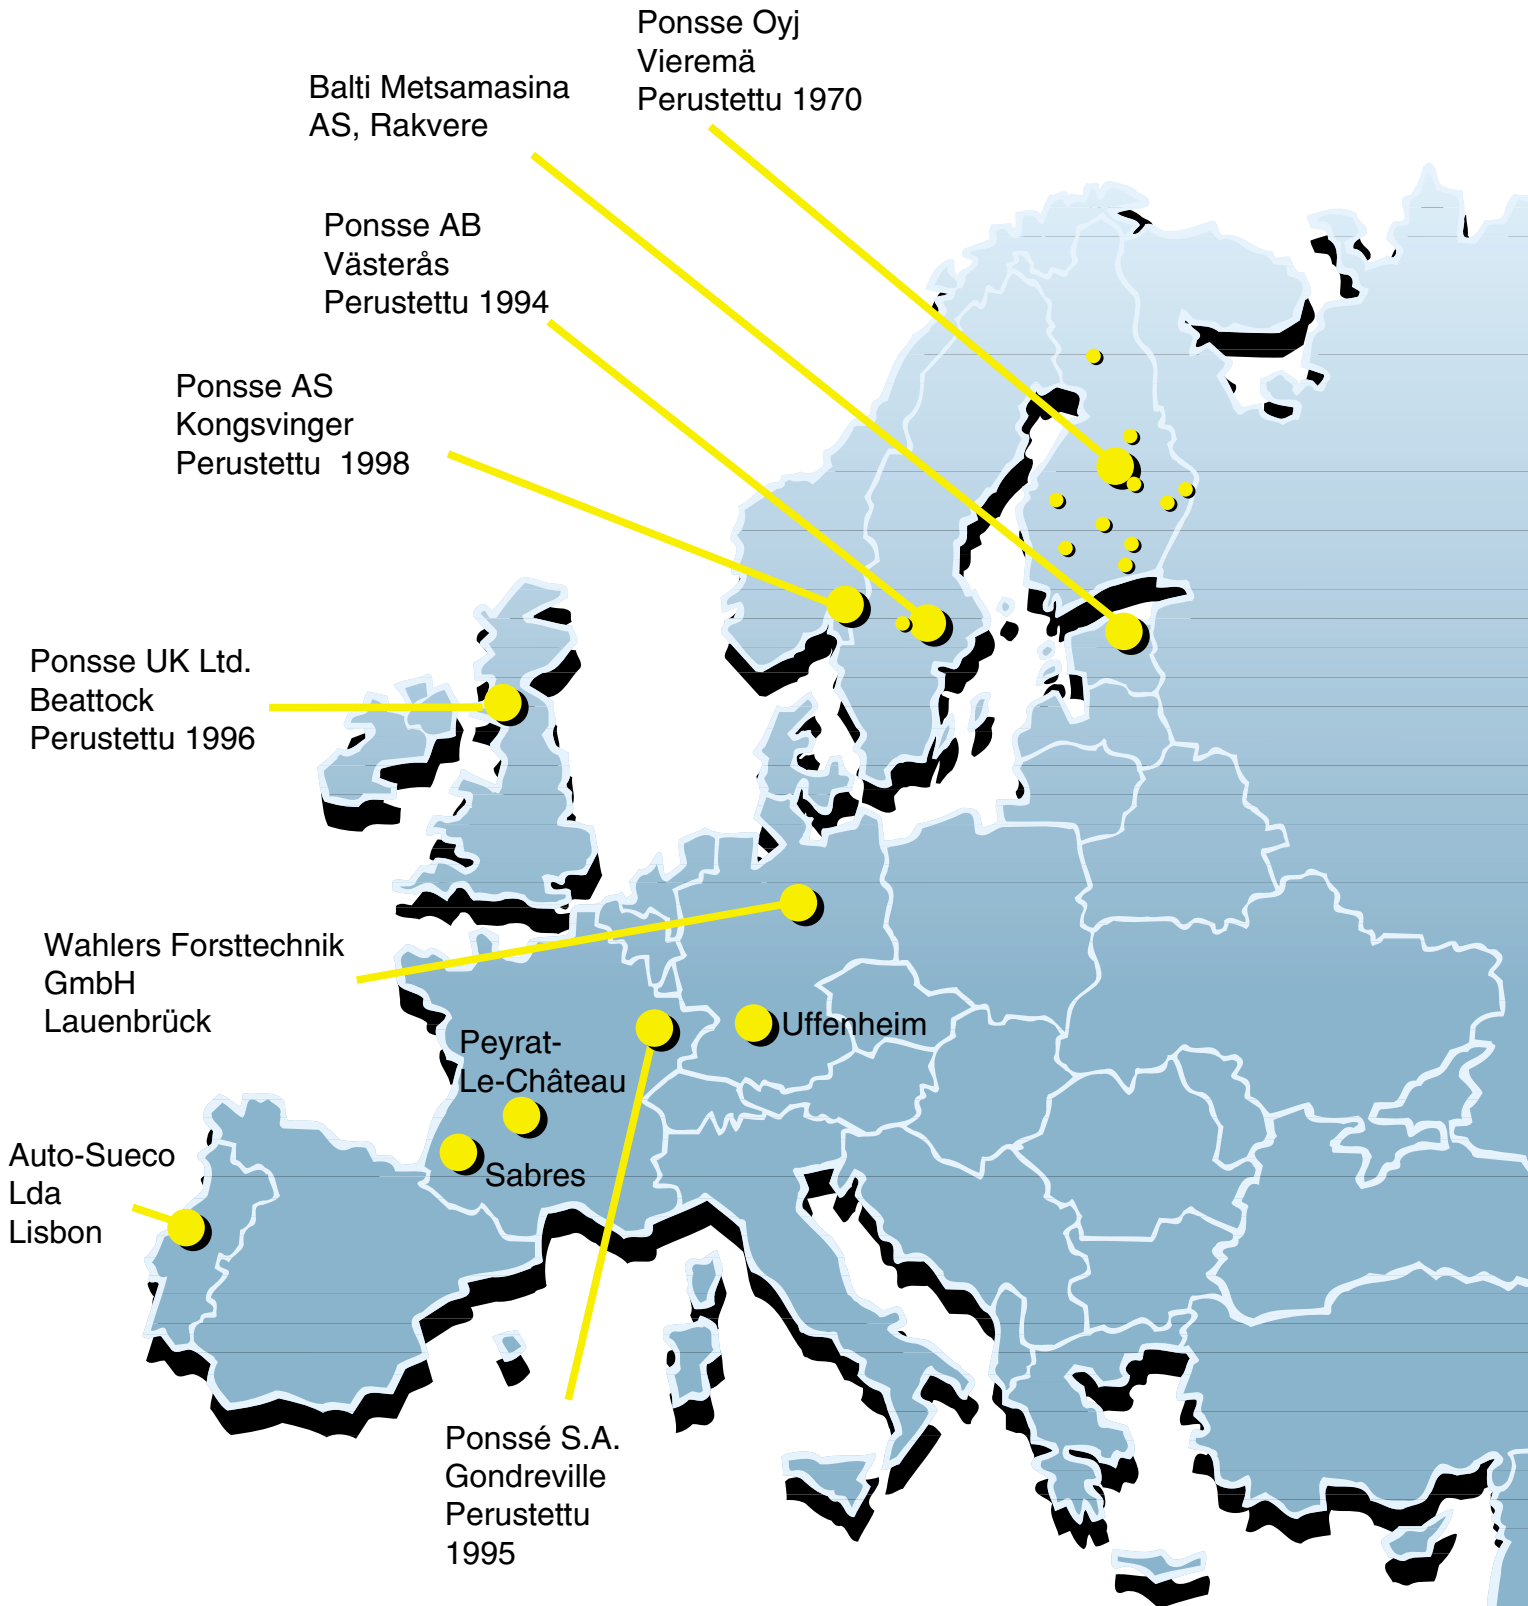 Ponsse Oyj
Vieremä
Perustettu 1970
Balti Metsamasina
AS, Rakvere
Ponsse AB
Västerås
Perustettu 1994
Ponsse AS
Kongsvinger
Perustettu  1998
Ponsse UK Ltd.
Beattock
Perustettu 1996
Wahlers Forsttechnik
GmbH
Lauenbrück
Uffenheim
Peyrat-
Le-Château
Sabres
Auto-Sueco
Lda
Lisbon
Ponssé S.A.
Gondreville
Perustettu
1995